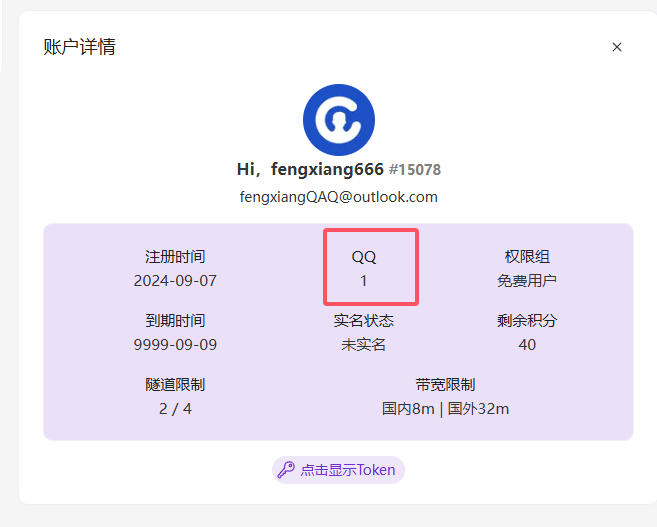 账户详情
Hi，fengxiang666 #15078
fengxiangQAQ@outlook.com
注册时间 QQ 权限组
2024-09-07 1 免费用户
到期时间 实名状态 剩余积分
9999-09-09 未实名 40
隧道限制 带宽限制
2 / 4 国内8m | 国外32m
点击显示Token